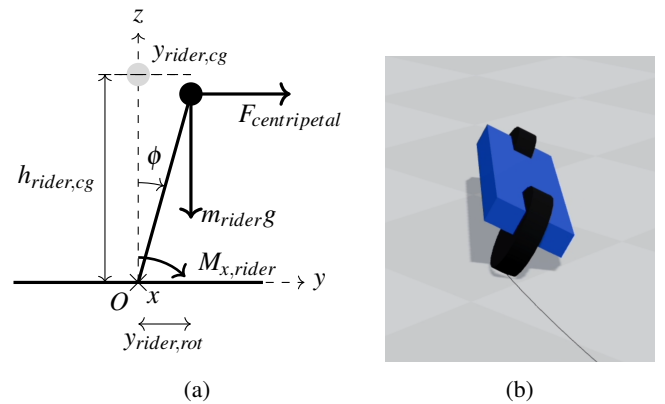 z
y_{rider,cg}
F_{centripetal}
ϕ
h_{rider,cg}
m_{rider}g
M_{x,rider}
y
O x
y_{rider,rot}
(a) (b)